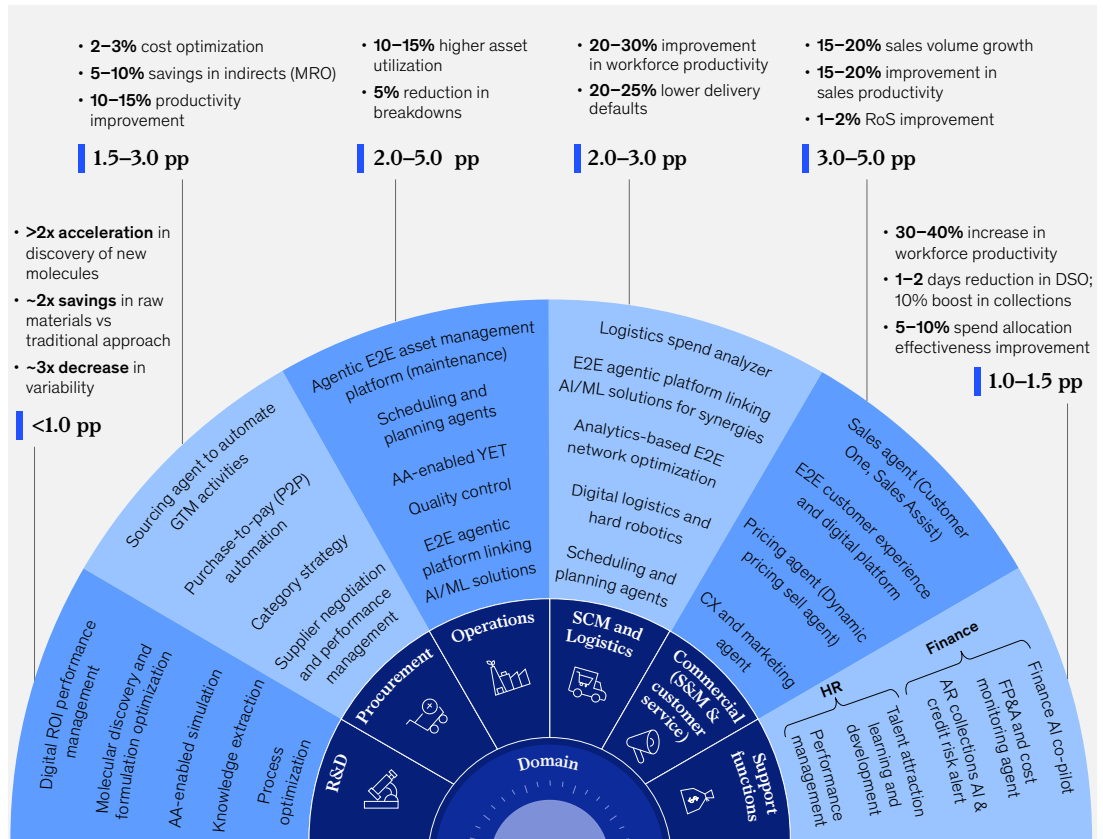 • 2–3% cost optimization
• 5–10% savings in indirects (MRO)
• 10–15% productivity
improvement
1.5–3.0 pp
• 10–15% higher asset
utilization
• 5% reduction in
breakdowns
2.0–5.0 pp
• 20–30% improvement
in workforce productivity
• 20–25% lower delivery
defaults
2.0–3.0 pp
• 15–20% sales volume growth
• 15–20% improvement in
sales productivity
• 1–2% RoS improvement
3.0–5.0 pp
• >2x acceleration in
discovery of new
molecules
• ~2x savings in raw
materials vs
traditional approach
• ~3x decrease in
variability
<1.0 pp
• 30–40% increase in
workforce productivity
• 1–2 days reduction in DSO;
10% boost in collections
• 5–10% spend allocation
effectiveness improvement
1.0–1.5 pp
Digital ROI performance
management
Molecular discovery and
formulation optimization
AA-enabled simulation
Knowledge extraction
Process
optimization
R&D
Sourcing agent to automate
GTM activities
Purchase-to-pay (P2P)
automation
Category strategy
Supplier negotiation
and performance
management
Procurement
Agentic E2E asset management
platform (maintenance)
Scheduling and
planning agents
AA-enabled YET
Quality control
E2E agentic
platform linking
AI/ML solutions
Operations
Logistics spend analyzer
E2E agentic platform linking
AI/ML solutions for synergies
Analytics-based E2E
network optimization
Digital logistics and
hard robotics
Scheduling and
planning agents
SCM and
Logistics
Sales agent (Customer
One, Sales Assist)
E2E customer experience
and digital platform
Pricing agent (Dynamic
pricing sell agent)
CX and marketing
agent
Commercial
(S&M &
customer
service)
Finance
Finance AI co-pilot
FP&A and cost
monitoring agent
AR collections AI &
credit risk alert
HR
Talent attraction
learning and
development
Performance
management
Support
functions
Domain